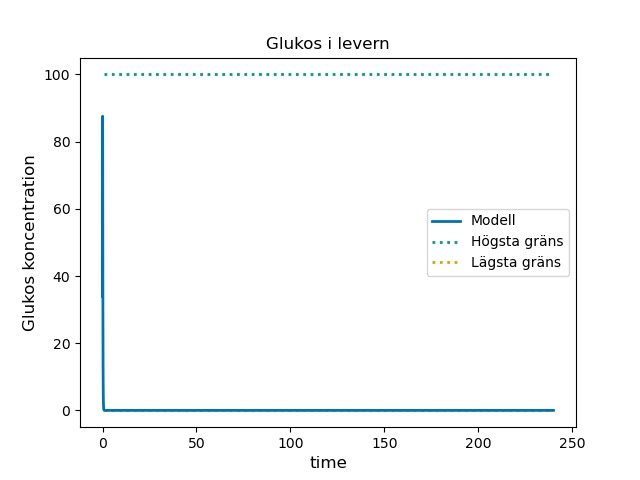 Glukos i levern
Glukos koncentration
100
80
60
40
20
0
0 50 100 150 200 250
time
Modell
Högsta gräns
Lägsta gräns